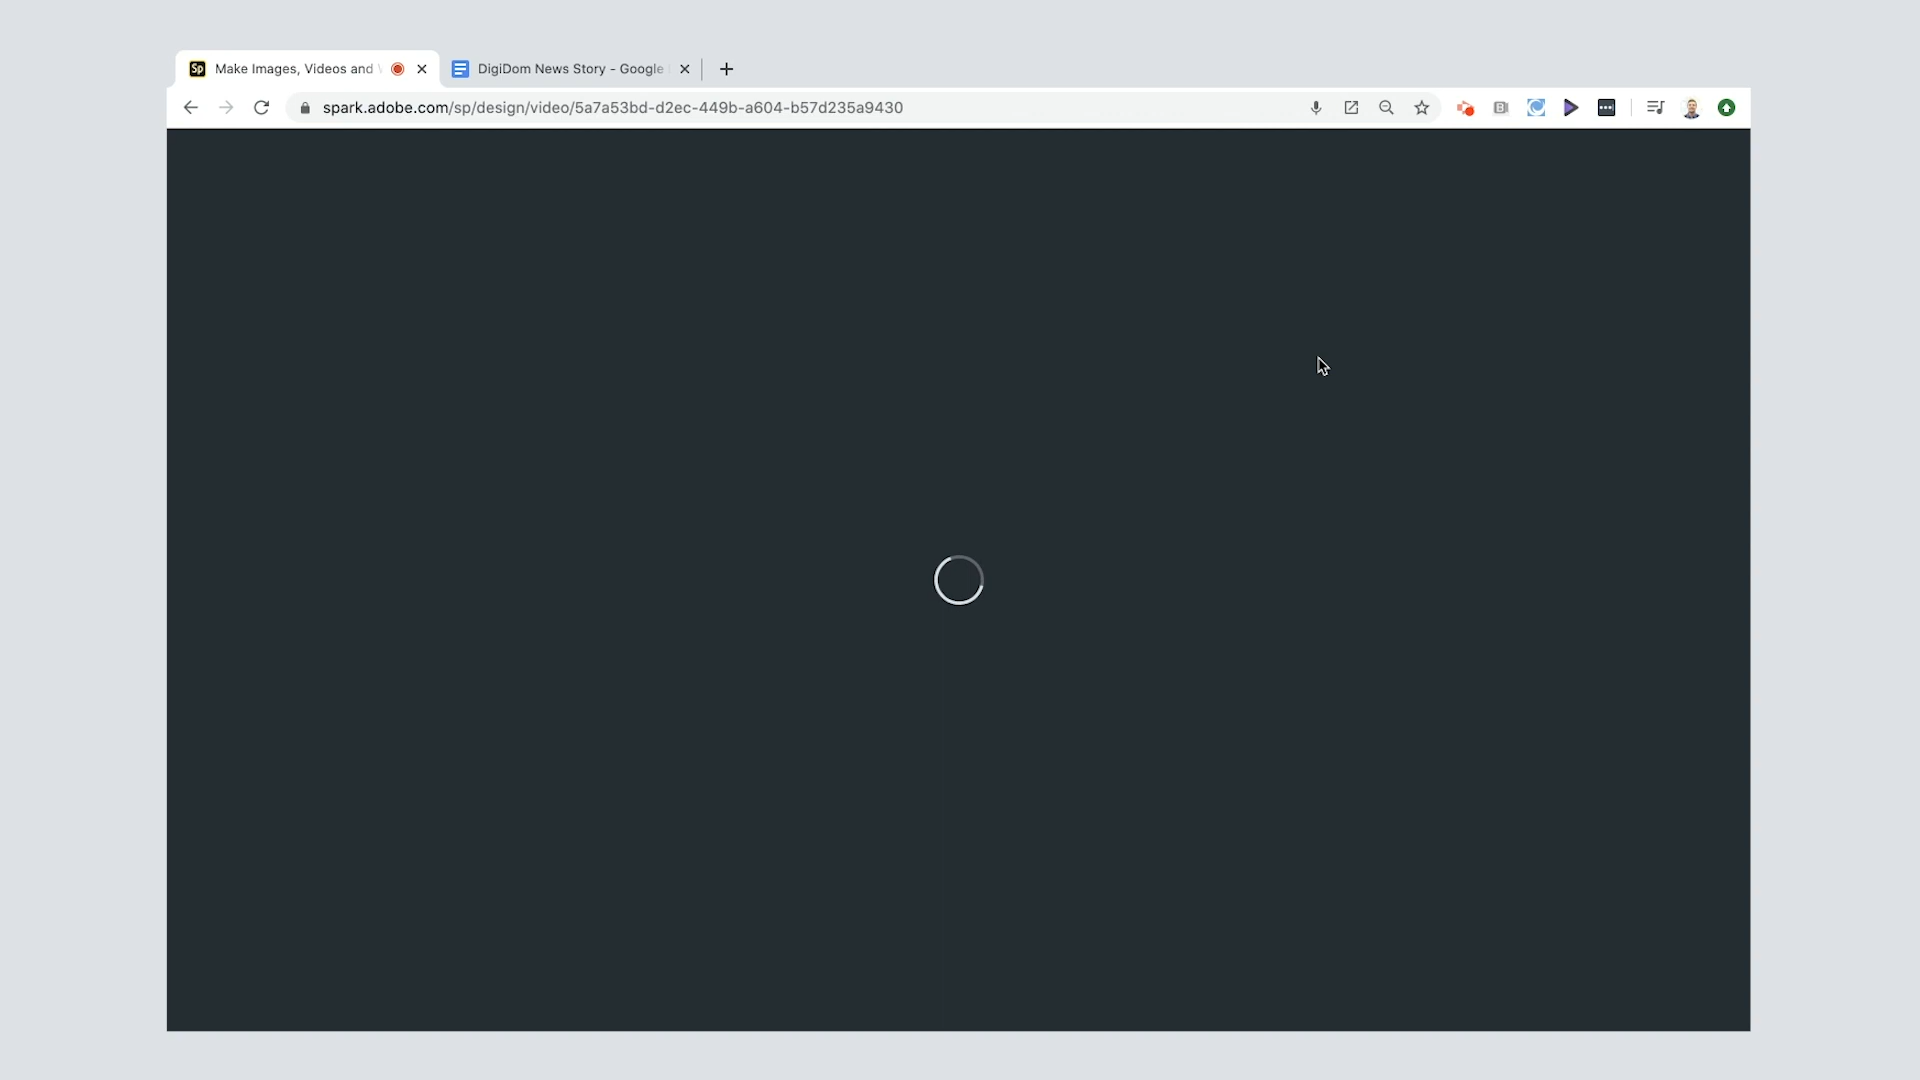 Sp Make Images, Videos and
DigiDom News Story - Google
spark.adobe.com/sp/design/video/5a7a53bd-d2ec-449b-a604-b57d235a9430